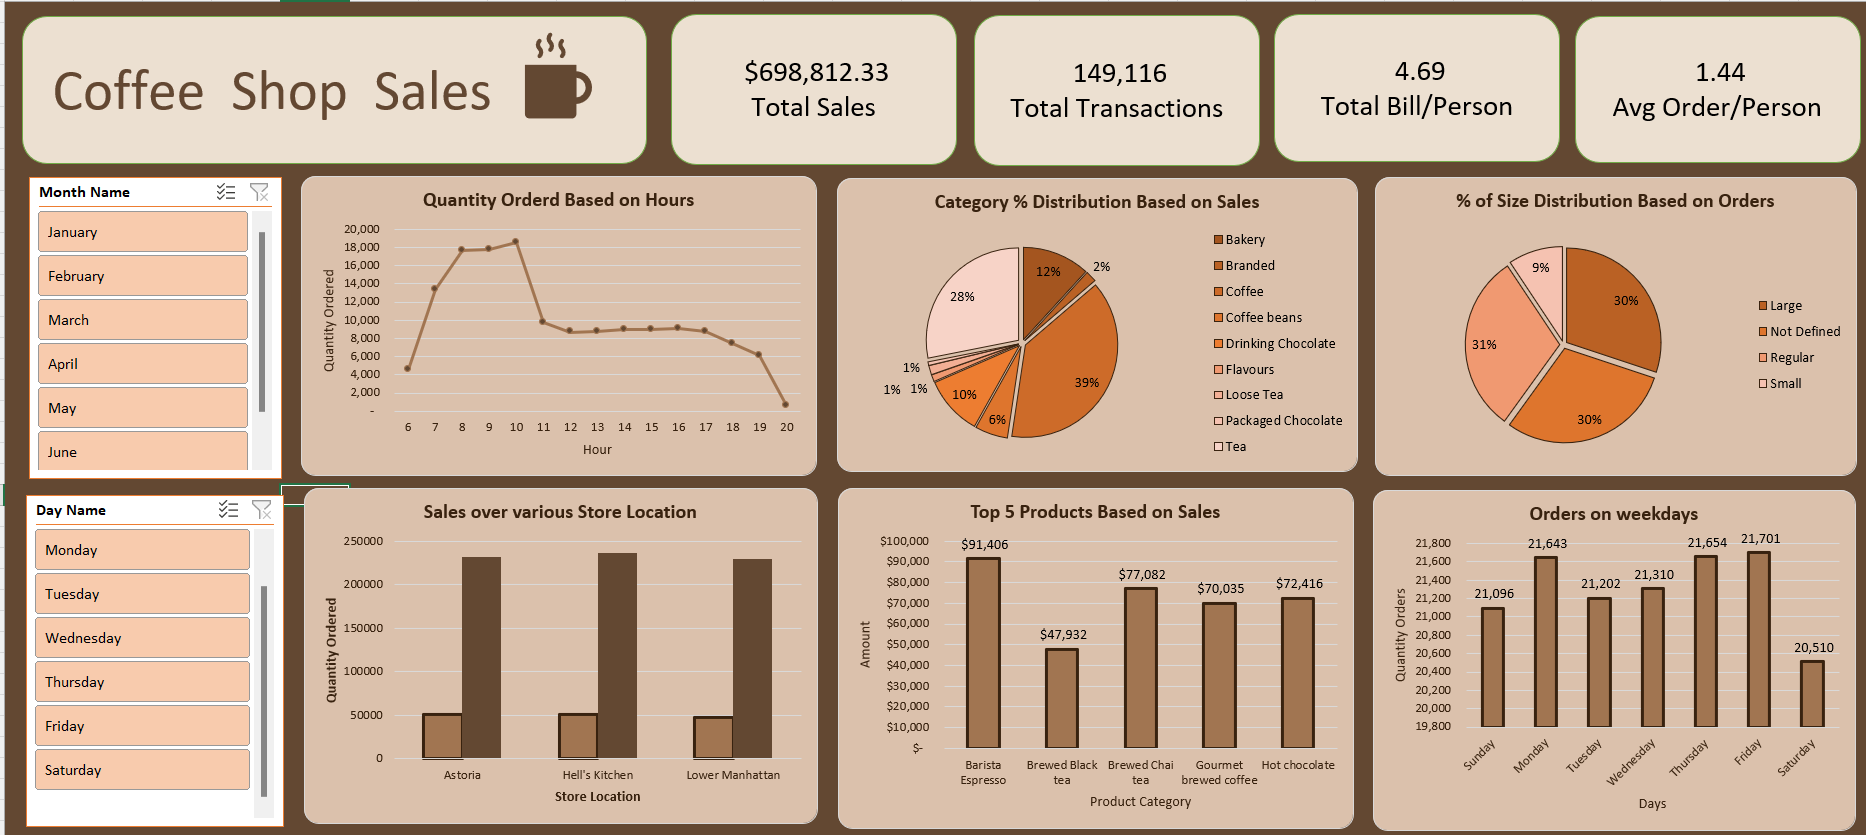 Coffee Shop Sales
$698,812.33
Total Sales
149,116
Total Transactions
4.69
Total Bill/Person
1.44
Avg Order/Person
Month Name
January
February
March
April
May
June
Quantity Orderd Based on Hours
20,000
18,000
16,000
14,000
12,000
10,000
8,000
6,000
4,000
2,000
-
Quantity Ordered
6 7 8 9 10 11 12 13 14 15 16 17 18 19 20
Hour
Category % Distribution Based on Sales
12%
2%
39%
6%
10%
1%
1%
1%
28%
Bakery
Branded
Coffee
Coffee beans
Drinking Chocolate
Flavours
Loose Tea
Packaged Chocolate
Tea
% of Size Distribution Based on Orders
30%
30%
31%
9%
Large
Not Defined
Regular
Small
Day Name
Monday
Tuesday
Wednesday
Thursday
Friday
Saturday
Sales over various Store Location
250000
200000
150000
100000
50000
0
Quantity Ordered
Astoria
Hell's Kitchen
Lower Manhattan
Store Location
Top 5 Products Based on Sales
$100,000
$90,000
$80,000
$70,000
$60,000
$50,000
$40,000
$30,000
$20,000
$10,000
$-
Amount
$91,406
$47,932
$77,082
$70,035
$72,416
Barista
Espresso
Brewed Black
tea
Brewed Chai
tea
Gourmet
brewed coffee
Hot chocolate
Product Category
Orders on weekdays
21,800
21,600
21,400
21,200
21,000
20,800
20,600
20,400
20,200
20,000
19,800
Quantity Orders
21,096
21,643
21,202
21,310
21,654
21,701
20,510
Sunday
Monday
Tuesday
Wednesday
Thursday
Friday
Saturday
Days